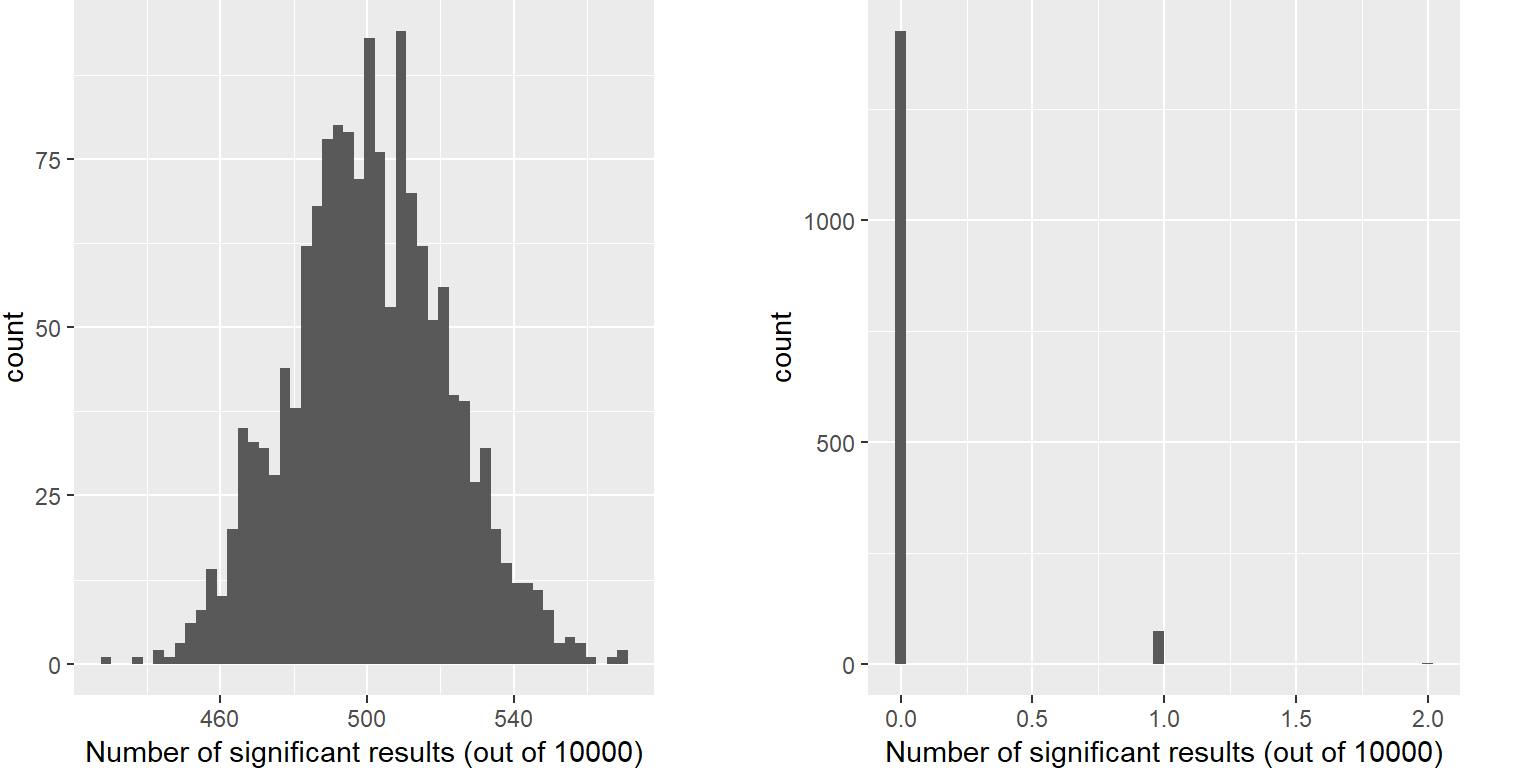 count
75
50
25
0
460 500 540
Number of significant results (out of 10000)
count
1000
500
0
0.0 0.5 1.0 1.5 2.0
Number of significant results (out of 10000)